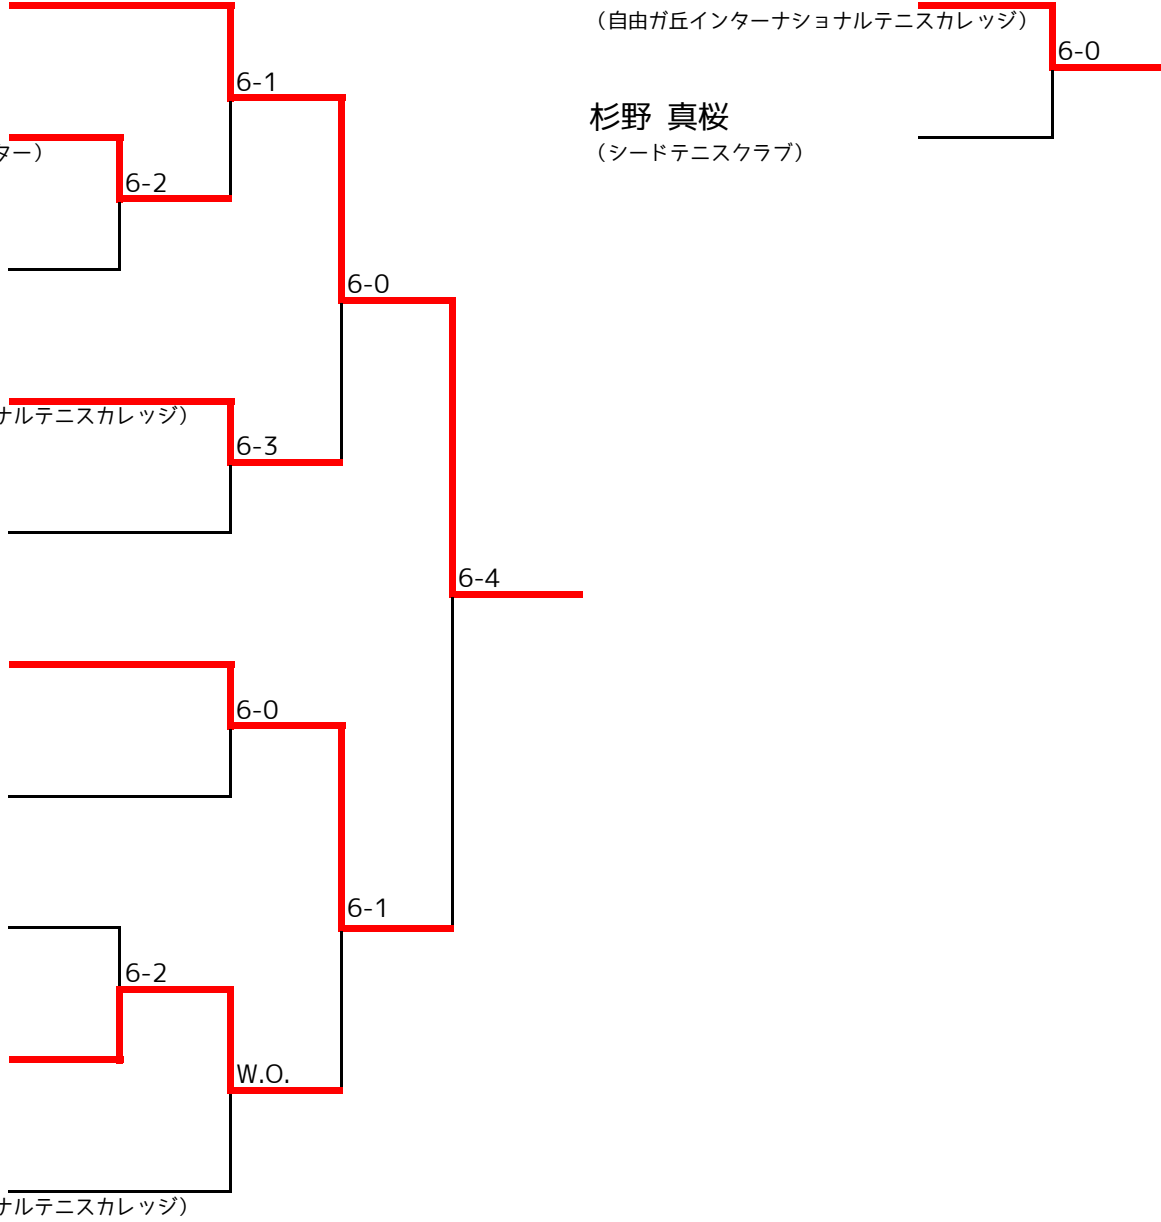 （自由ガ丘インターナショナルテニスカレッジ）
6-0
杉野 真桜
（シードテニスクラブ）
6-1
ター）
6-2
6-0
ナルテニスカレッジ）
6-3
6-4
6-0
6-1
6-2
W.O.
ナルテニスカレッジ）